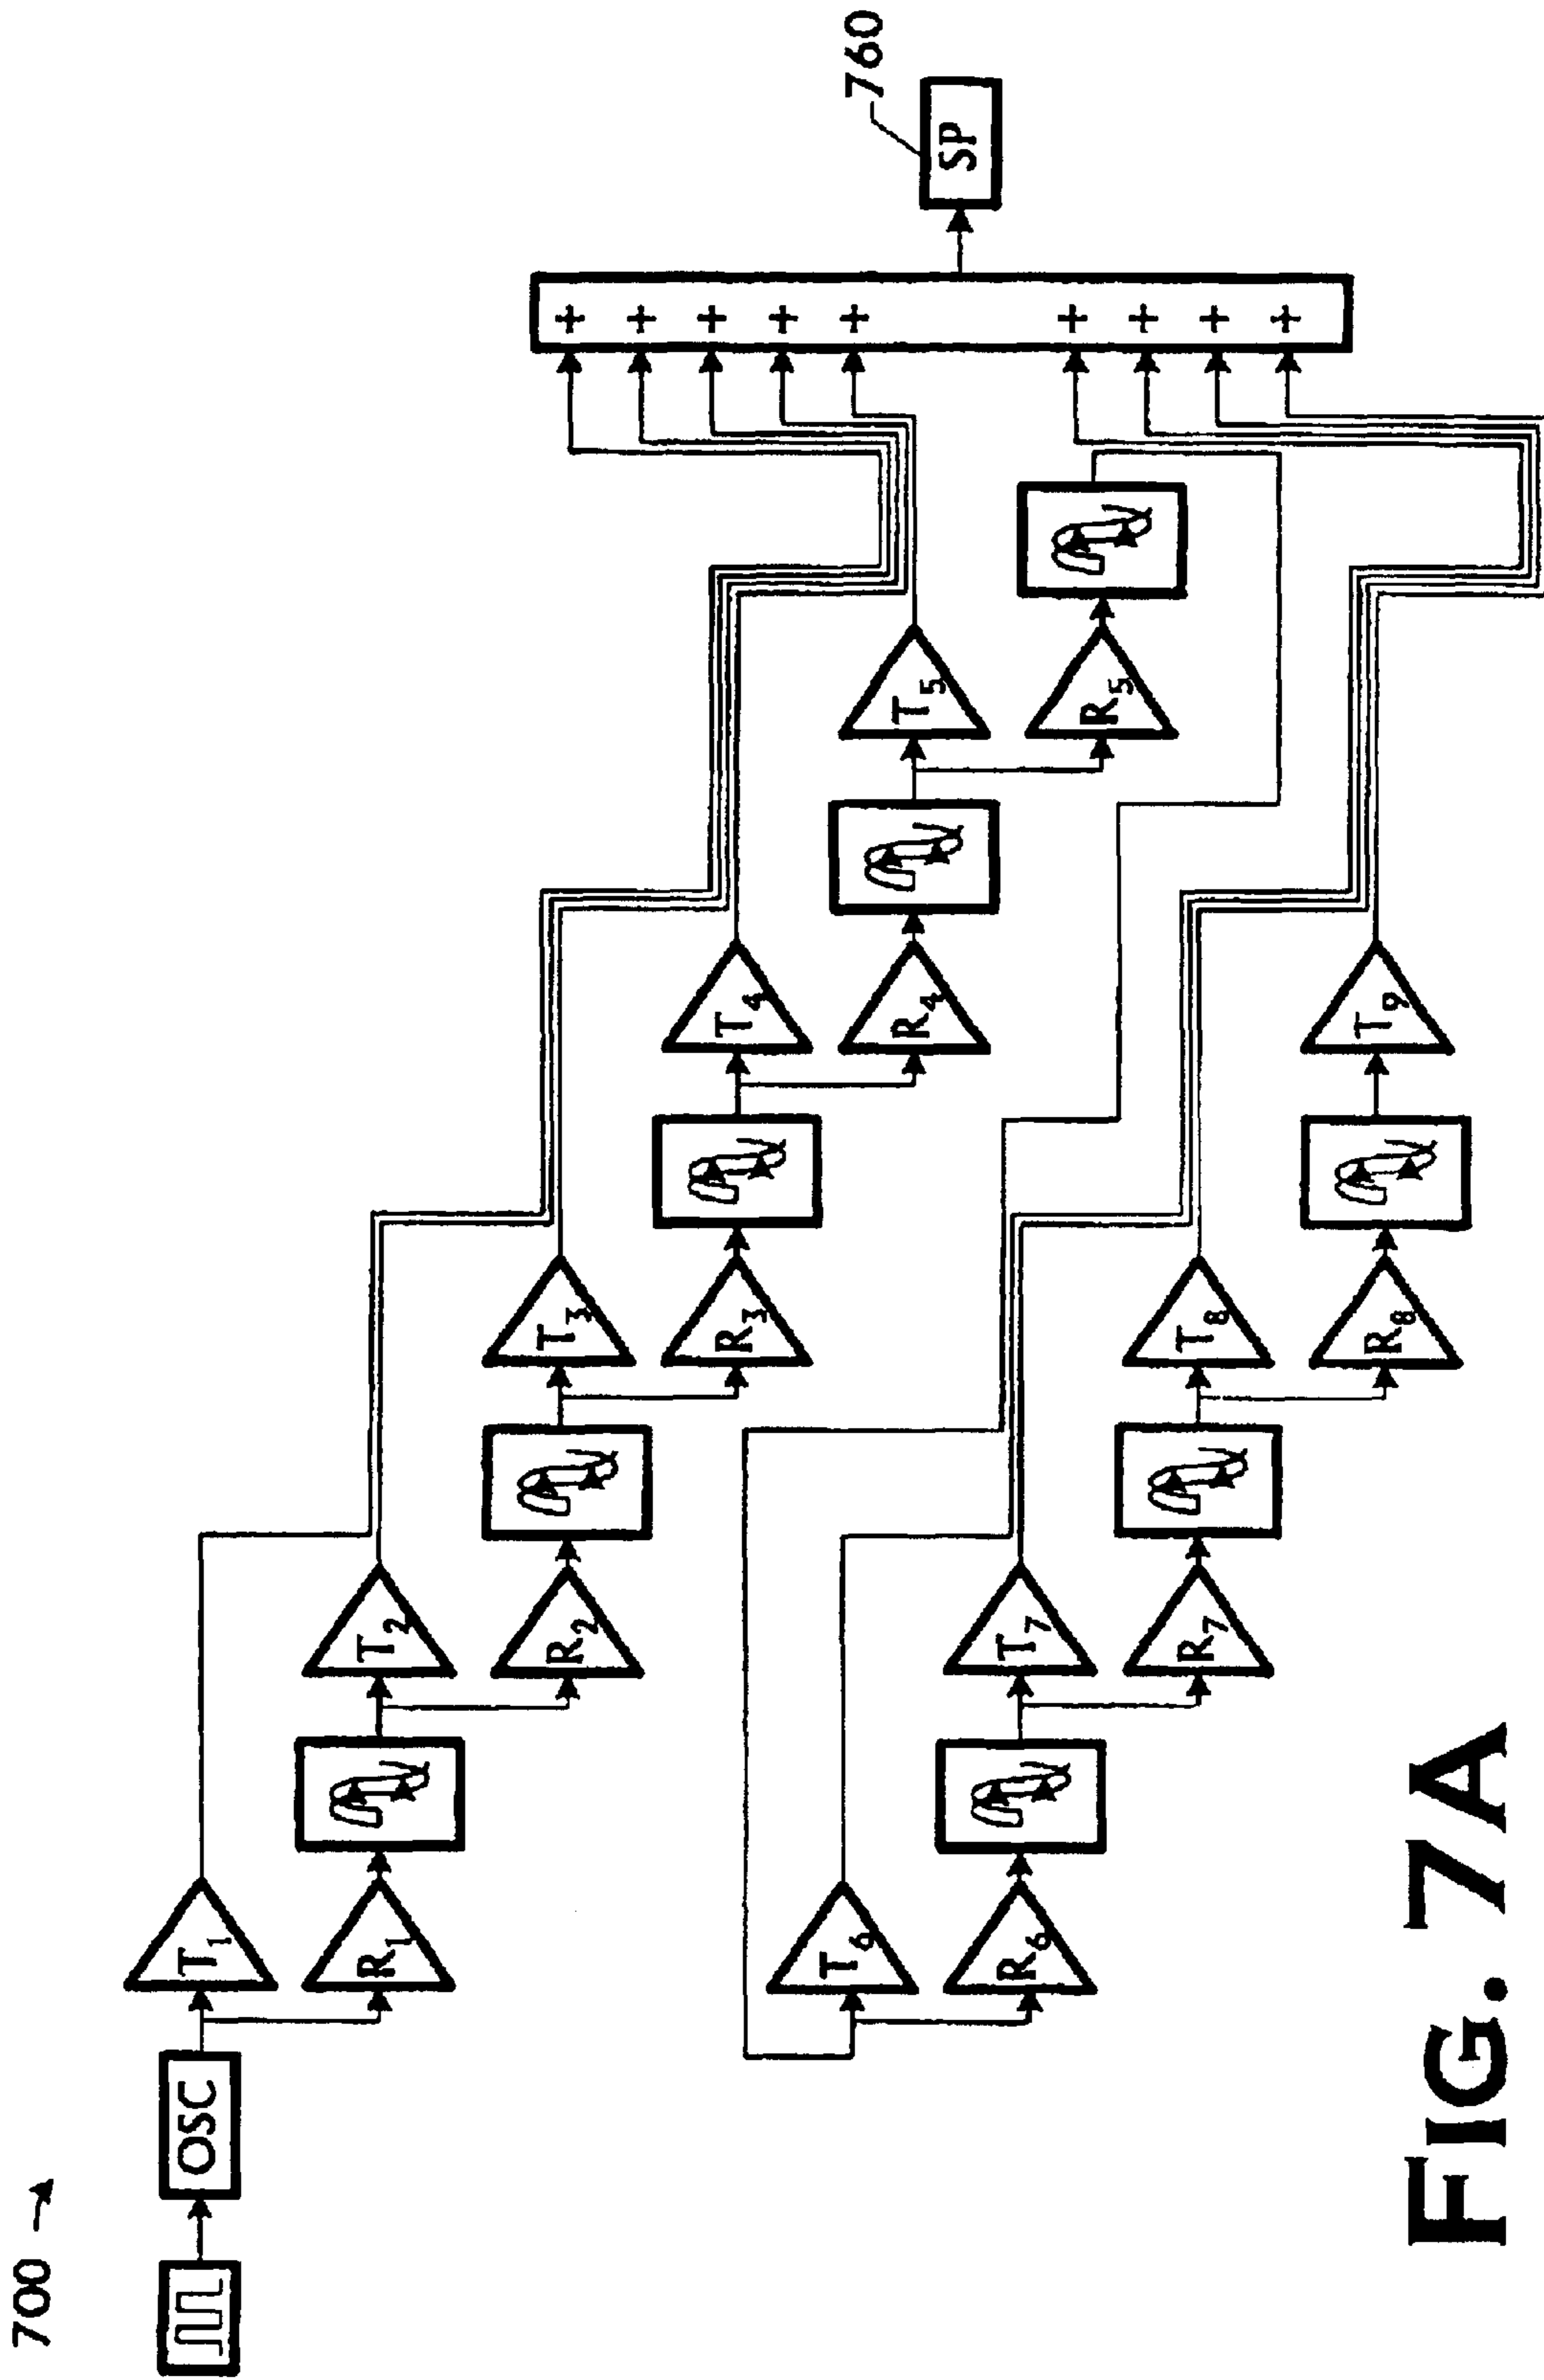 700
OSC
T1
R1
T2
R2
T3
R3
T4
R4
T5
R5
T6
R6
T7
R7
T8
R8
T9
+
+
+
+
+
+
+
+
+
SP
760
FIG. 7A